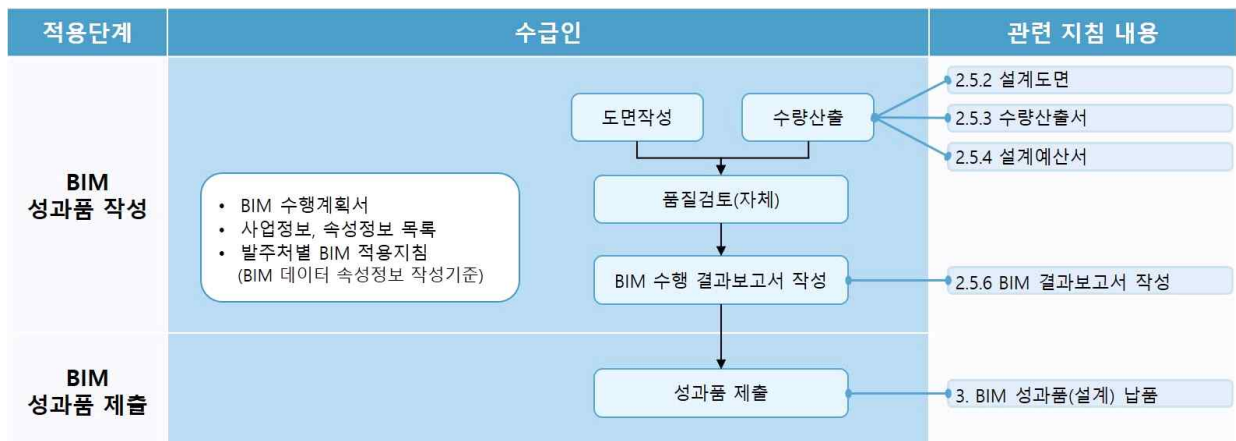 적용단계
수급인
관련 지침 내용
BIM
성과품 작성
• BIM 수행계획서
• 사업정보, 속성정보 목록
• 발주처별 BIM 적용지침
(BIM 데이터 속성정보 작성기준)
도면작성
수량산출
품질검토(자체)
BIM 수행 결과보고서 작성
2.5.2 설계도면
2.5.3 수량산출서
2.5.4 설계예산서
2.5.6 BIM 결과보고서 작성
BIM
성과품 제출
성과품 제출
3. BIM 성과품(설계) 납품